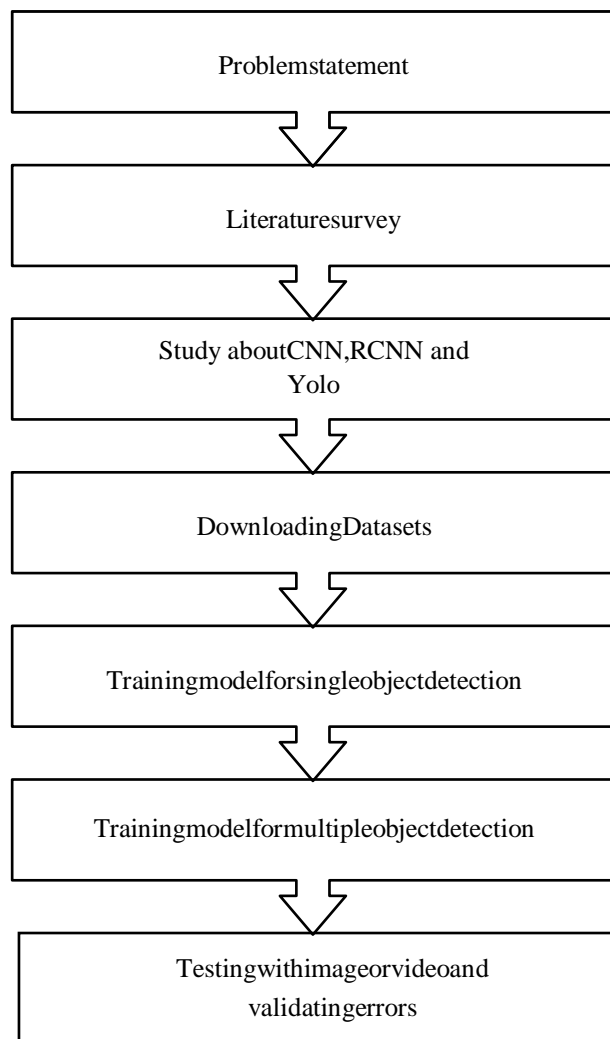 Problemstatement
Literaturesurvey
Study aboutCNN,RCNN and
Yolo
DownloadingDatasets
Trainingmodelforsingleobjectdetection
Trainingmodelformultipleobjectdetection
Testingwithimageorvideoand
validatingerrors